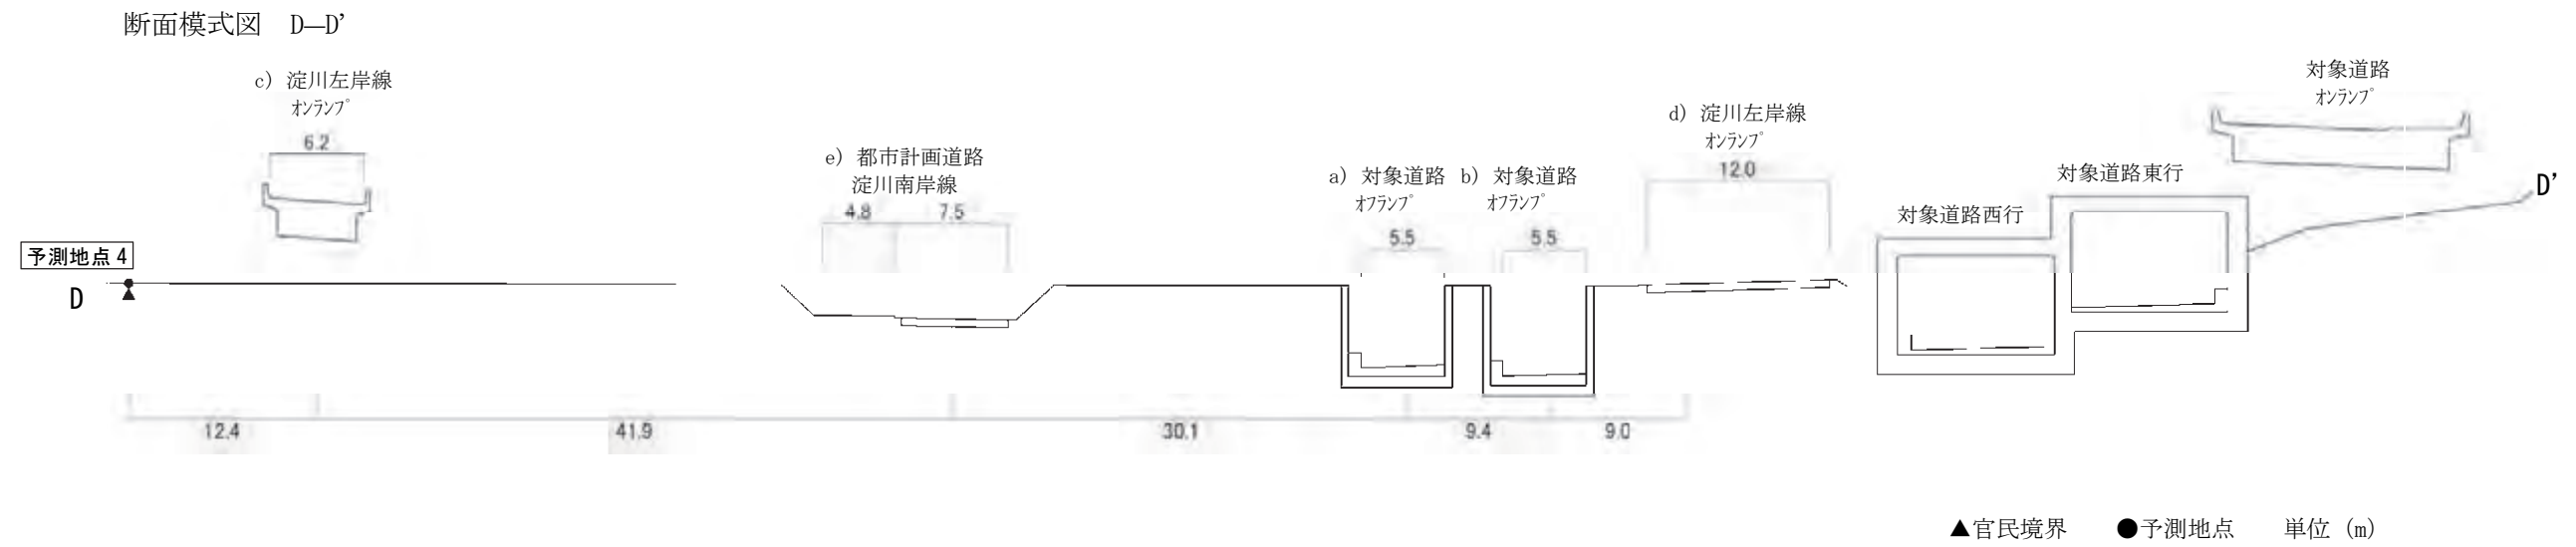 断面模式図 D―D’
対象道路
ｵﾝﾗﾝﾌﾟ
c) 淀川左岸線
ｵﾝﾗﾝﾌﾟ
6.2
d) 淀川左岸線
ｵﾝﾗﾝﾌﾟ
12.0
e) 都市計画道路
淀川南岸線
4.8 7.5
a) 対象道路 b) 対象道路
ｵﾌﾗﾝﾌﾟ ｵﾌﾗﾝﾌﾟ
5.5 5.5
対象道路東行
D’
対象道路西行
予測地点 4
D
12.4 41.9 30.1 9.4 9.0
▲官民境界 ●予測地点 単位 (m)